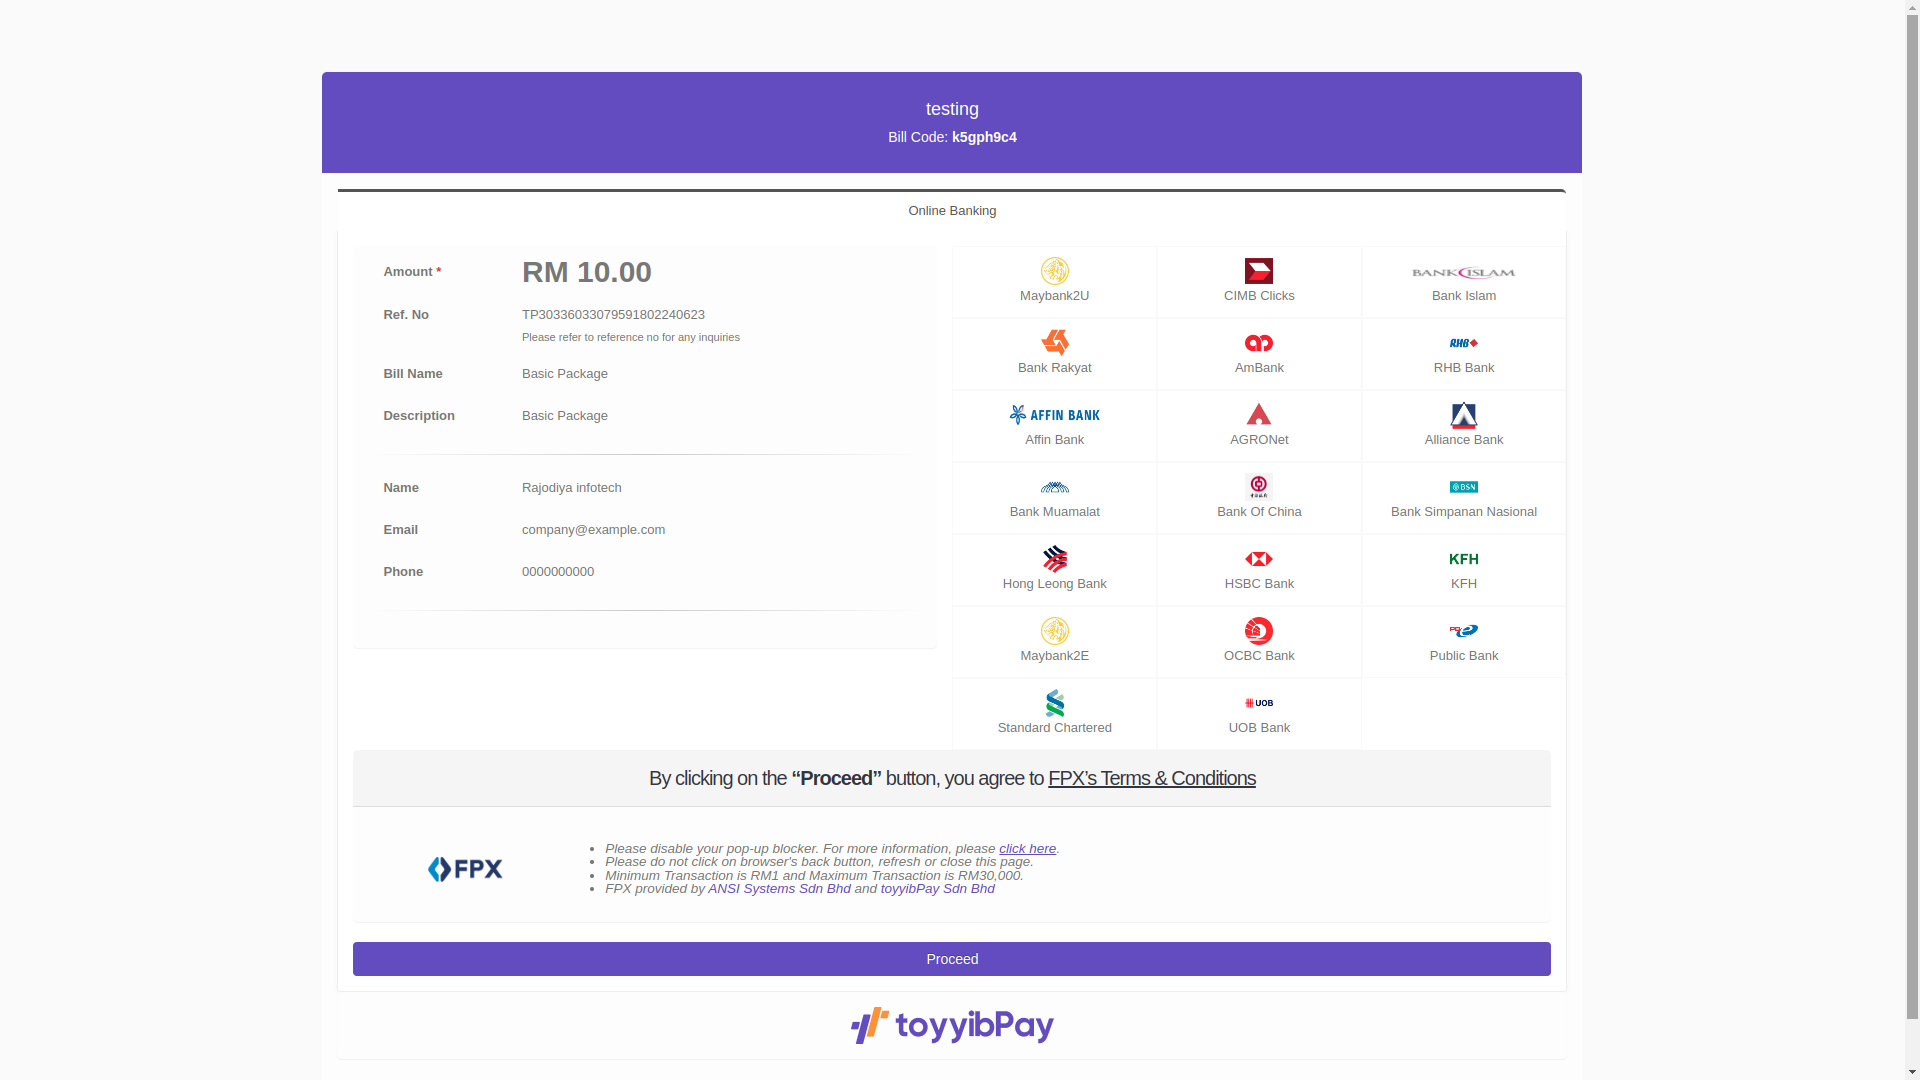 testing
Bill Code: k5gph9c4
Online Banking
Amount *
RM 10.00
Ref. No
TP30336033079591802240623
Please refer to reference no for any inquiries
Bill Name
Basic Package
Description
Basic Package
Name
Rajodiya infotech
Email
company@example.com
Phone
0000000000
Maybank2U
CIMB Clicks
BANK ISLAM
Bank Islam
Bank Rakyat
AmBank
RHB
RHB Bank
AFFIN BANK
Affin Bank
AGRONet
Alliance Bank
Bank Muamalat
Bank Of China
BSN
Bank Simpanan Nasional
Hong Leong Bank
HSBC Bank
KFH
KFH
Maybank2E
OCBC Bank
Public Bank
Standard Chartered
UOB
UOB Bank
By clicking on the “Proceed” button, you agree to FPX’s Terms & Conditions
FPX
• Please disable your pop-up blocker. For more information, please click here.
• Please do not click on browser's back button, refresh or close this page.
• Minimum Transaction is RM1 and Maximum Transaction is RM30,000.
• FPX provided by ANSI Systems Sdn Bhd and toyyibPay Sdn Bhd
Proceed
toyyibPay